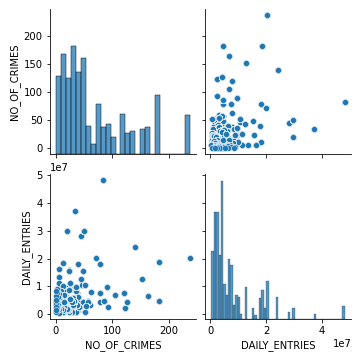 NO_OF_CRIMES
200
150
100
50
0
1e7
DAILY_ENTRIES
5
4
3
2
1
0
0 100 200
NO_OF_CRIMES
0 2 4
1e7
DAILY_ENTRIES